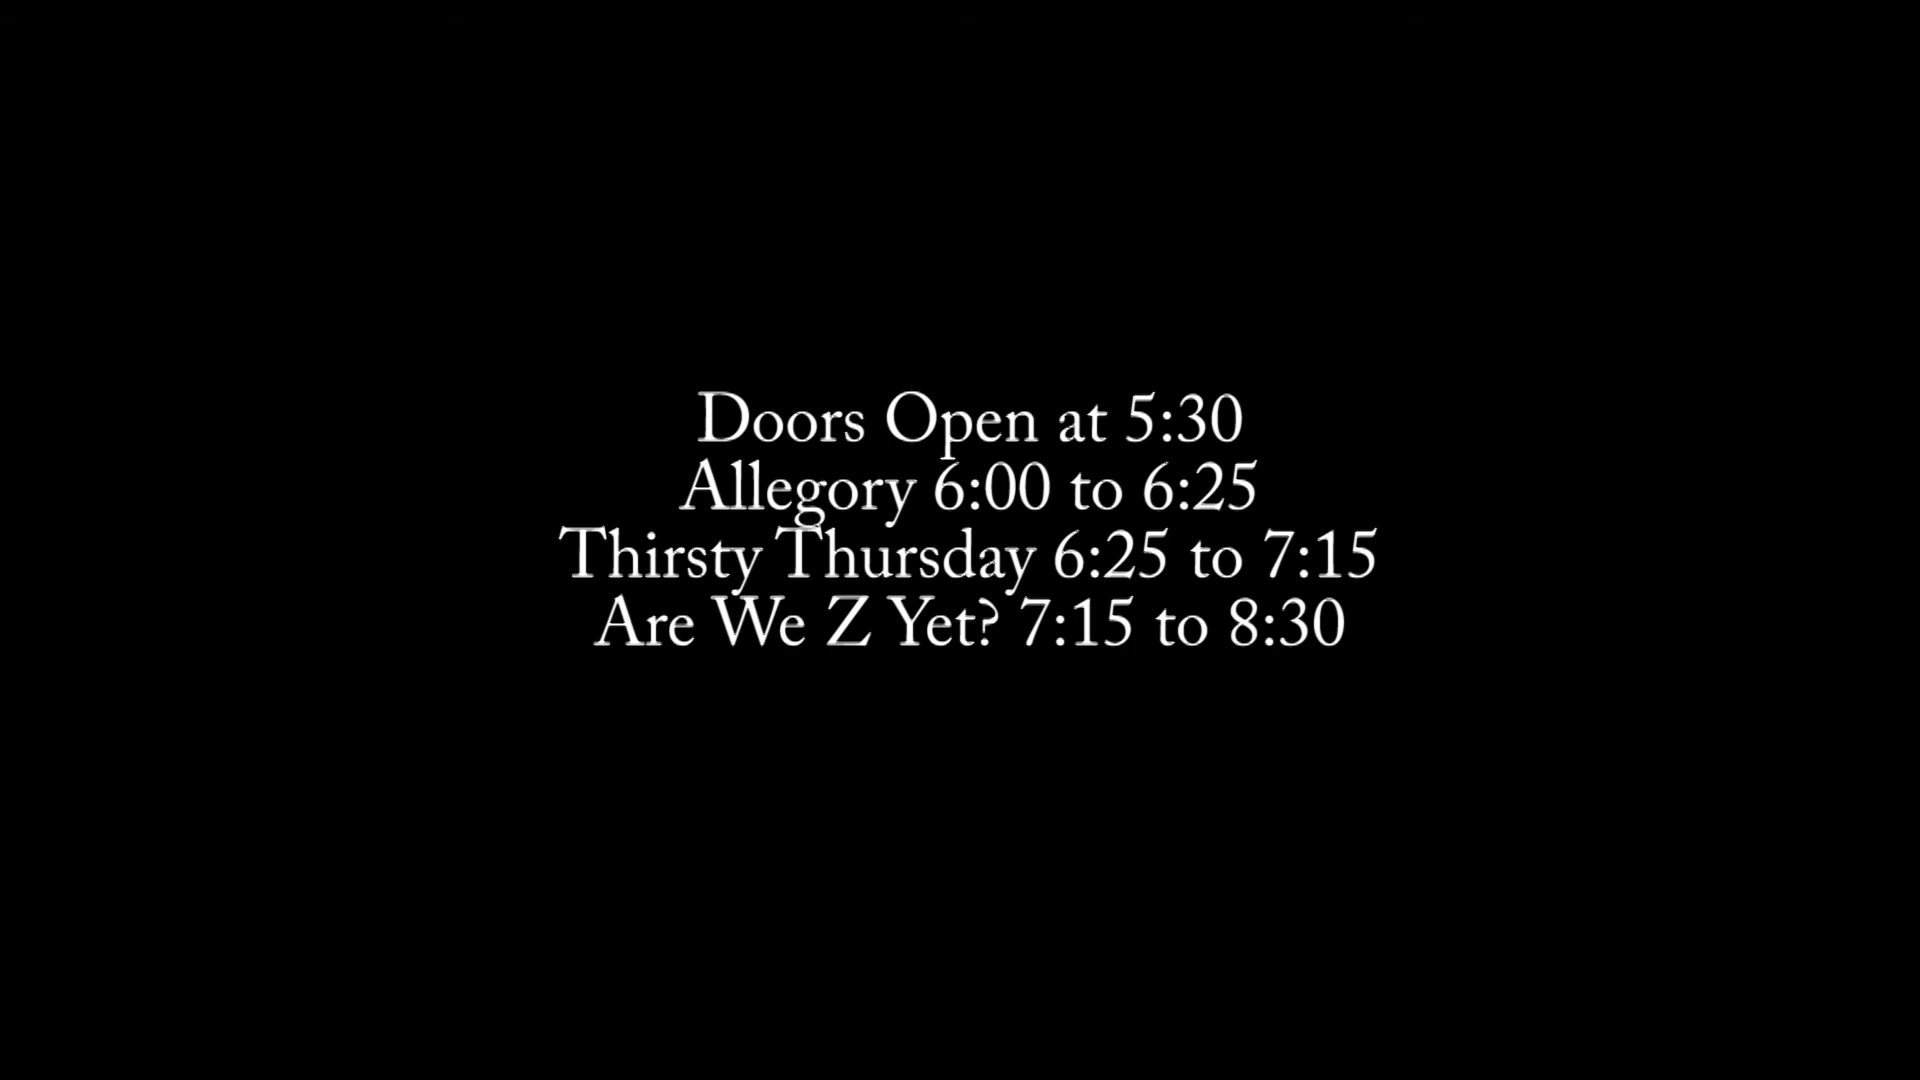 Doors Open at 5:30
Allegory 6:00 to 6:25
Thirsty Thursday 6:25 to 7:15
Are We Z Yet? 7:15 to 8:30